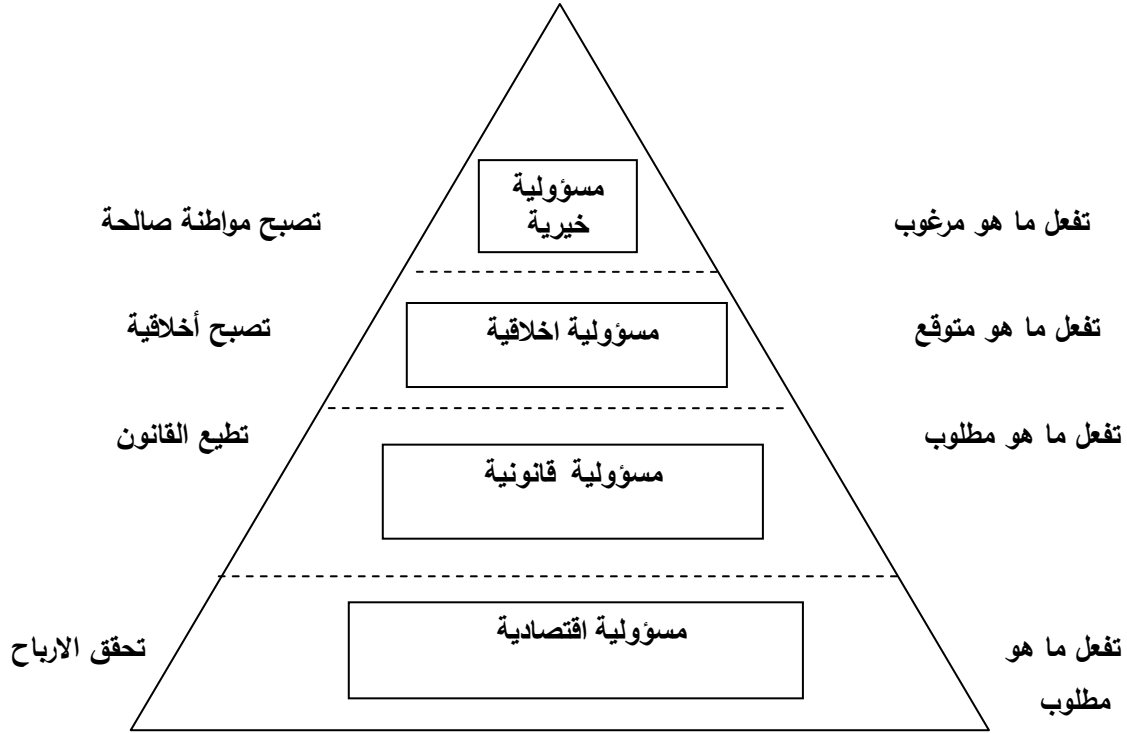 مسؤولية
خيرية
تفعل ما هو مرغوب
تصبح مواطنة صالحة
مسؤولية اخلاقية
تفعل ما هو متوقع
تصبح أخلاقية
تفعل ما هو مطلوب
تطيع القانون
مسؤولية قانونية
مسؤولية اقتصادية
تفعل ما هو
مطلوب
تحقق الارباح